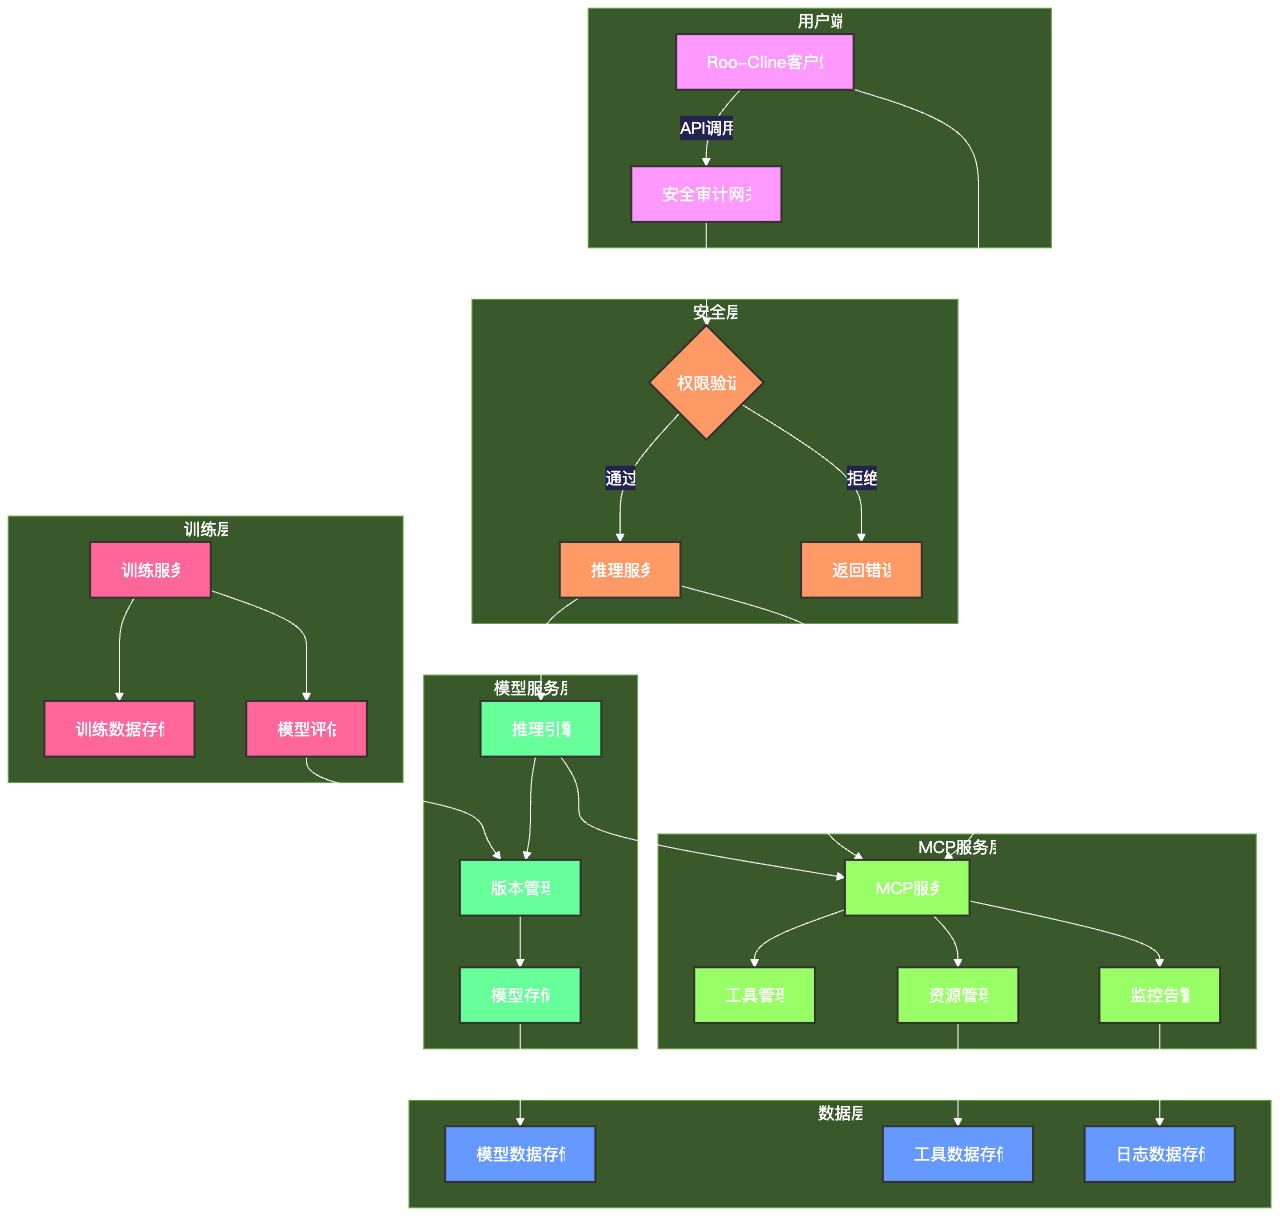 用户端
Roo-Cline客户端
API调用
安全审计网关
安全层
权限验证
通过
拒绝
推理服务
返回错误
训练层
训练服务
训练数据存储
模型评估
模型服务层
推理引擎
版本管理
模型存储
MCP服务层
MCP服务
工具管理
资源管理
监控告警
数据层
模型数据存储
工具数据存储
日志数据存储